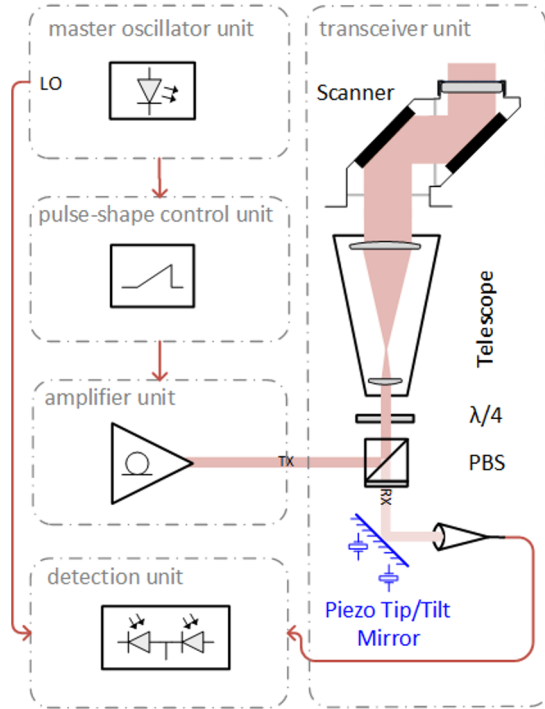 master oscillator unit
LO
pulse-shape control unit
amplifier unit
TX
detection unit
transceiver unit
Scanner
Telescope
λ/4
PBS
RX
Piezo Tip/Tilt
Mirror